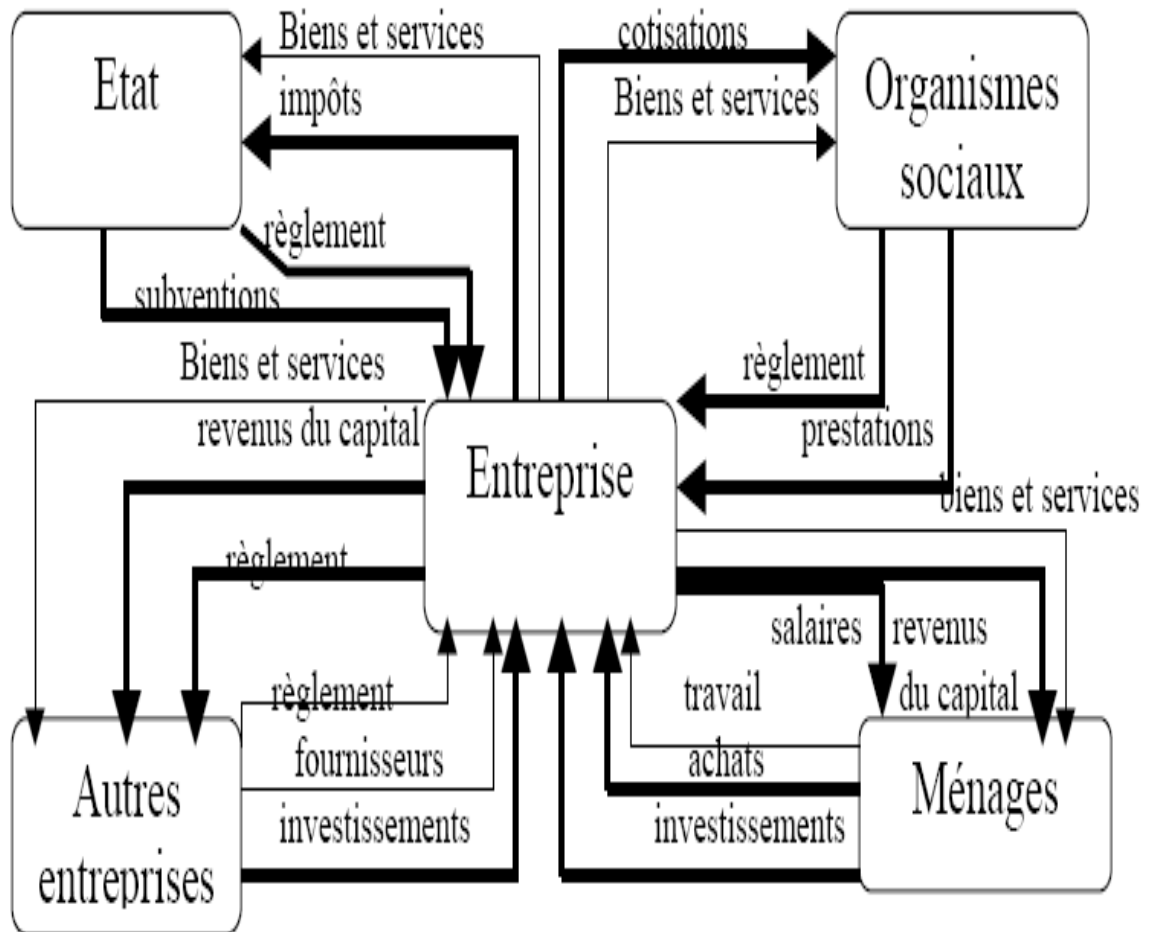 Biens et services
cotisations
Etat
impôts
Biens et services
Organismes
sociaux
règlement
subventions
Biens et services
règlement
revenus du capital
prestations
Entreprise
biens et services
règlement
salaires
revenus
règlement
travail
du capital
fournisseurs
achats
Autres
entreprises
investissements
investissements
Ménages